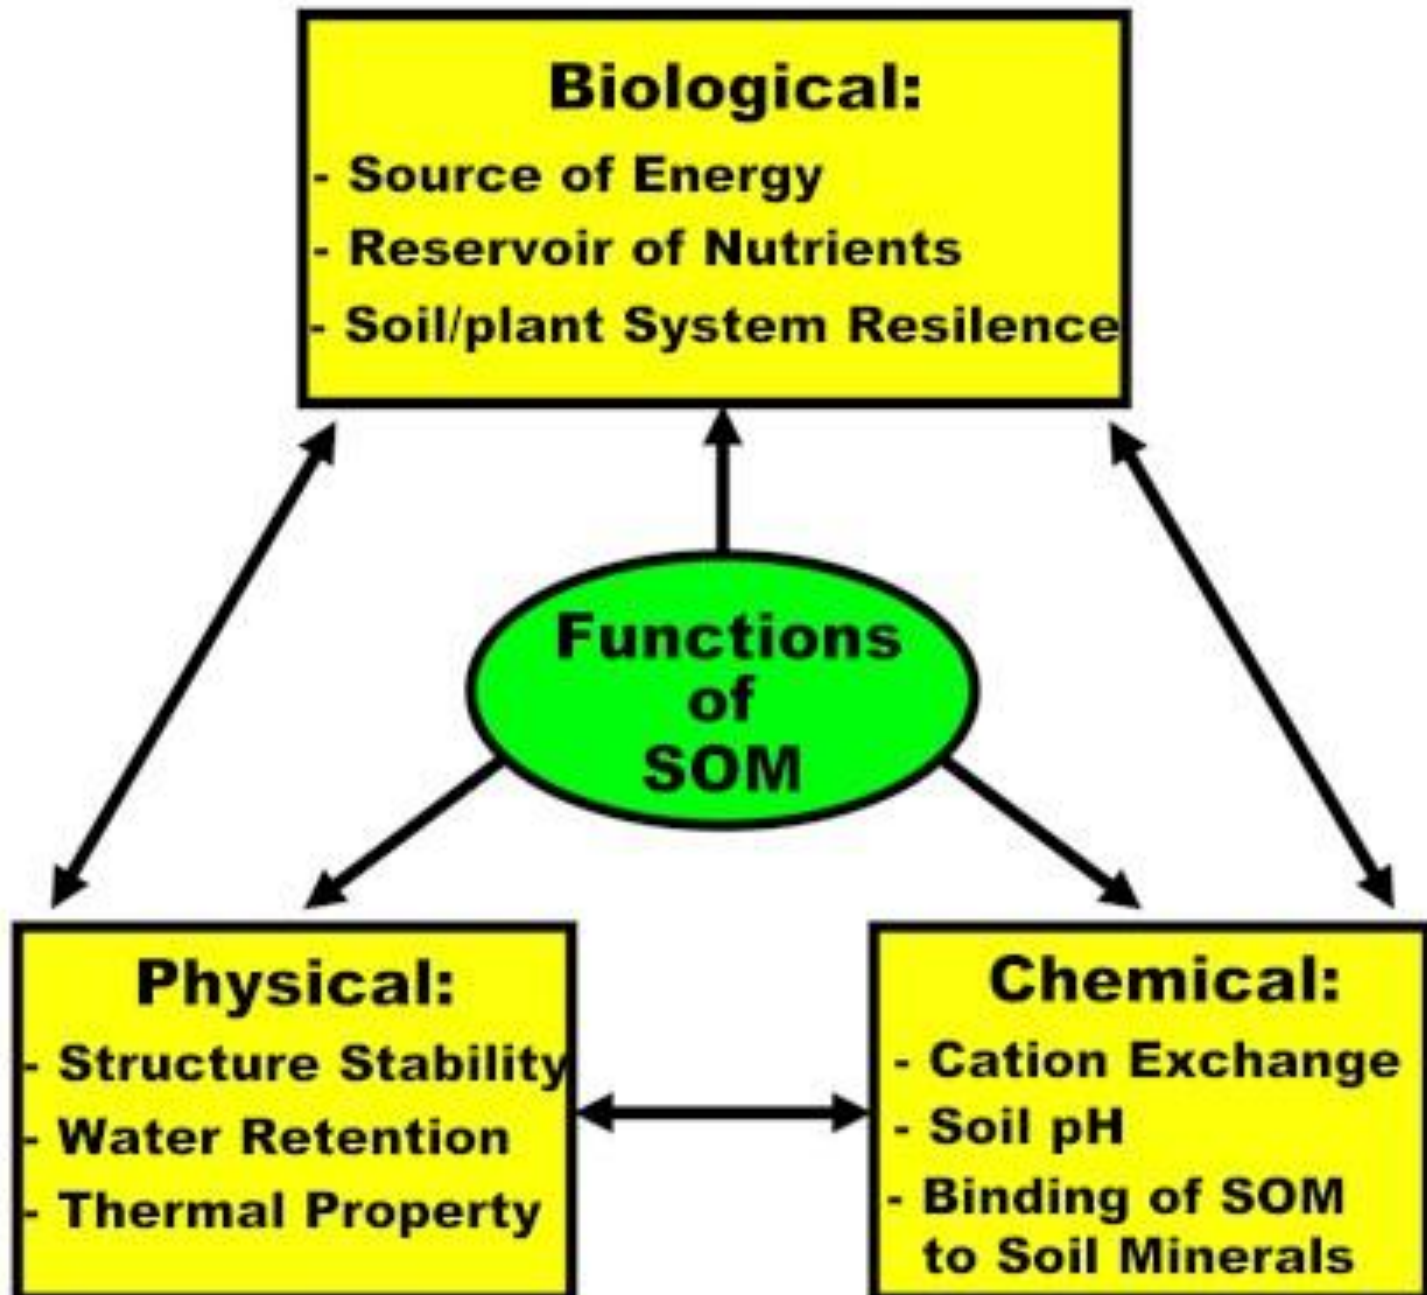 Biological:
- Source of Energy
- Reservoir of Nutrients
- Soil/plant System Resilence
Functions
of
SOM
Physical:
- Structure Stability
- Water Retention
- Thermal Property
Chemical:
- Cation Exchange
- Soil pH
- Binding of SOM
to Soil Minerals